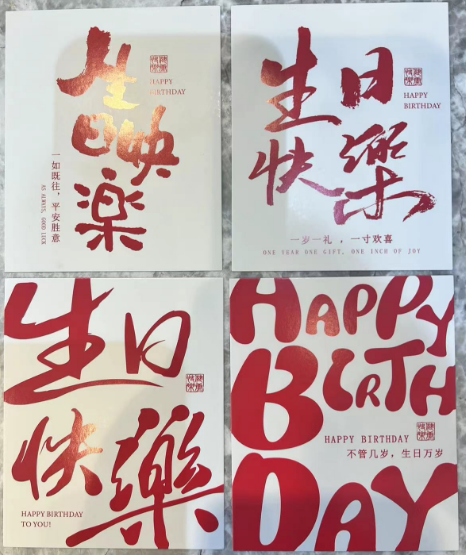 生日快楽
HAPPY
BIRTHDAY
一如既往，平安胜意
AS ALWAYS, GOOD LUCK
生日
快樂
HAPPY
BIRTHDAY
一岁一礼，一寸欢喜
ONE YEAR ONE GIFT, ONE INCH OF JOY
生日
快樂
HAPPY BIRTHDAY
TO YOU!
HAPPY
BIRTH
DAY
HAPPY BIRTHDAY
不管几岁，生日万岁